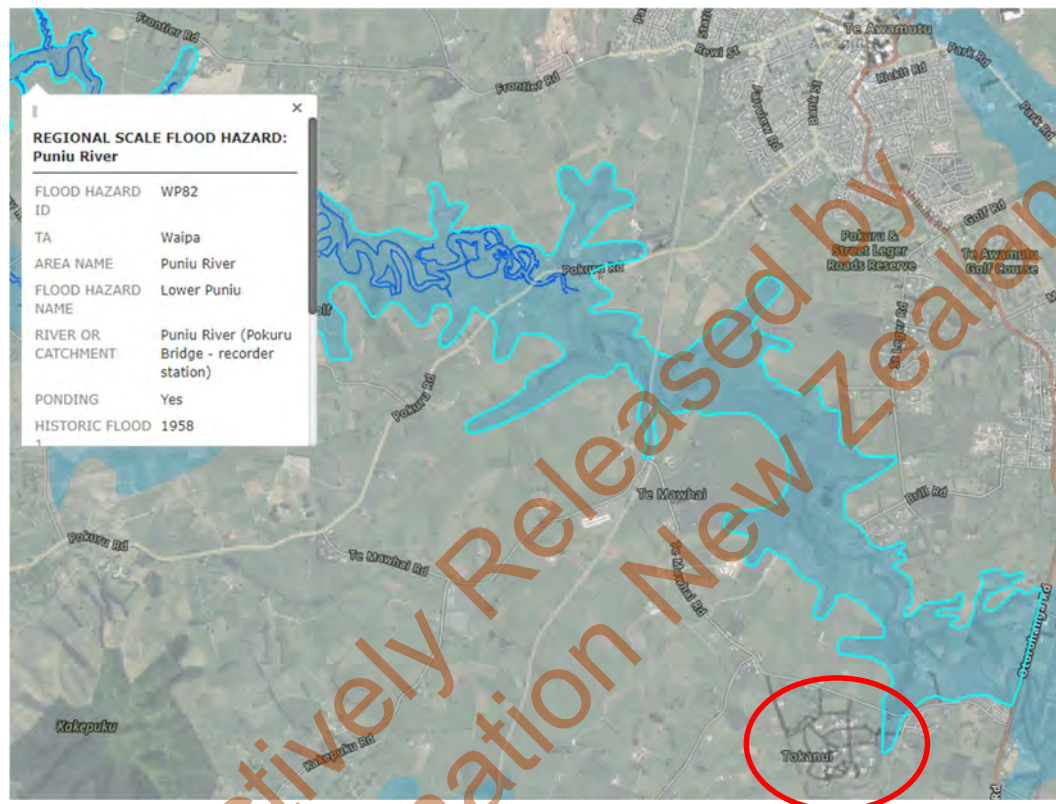 Frontier Rd
Rewi St
Te Awamutu
Park Rd
Rickit Rd
Frontier Rd
Bank St
Park Rd
×
REGIONAL SCALE FLOOD HAZARD:
Puniu River
FLOOD HAZARD ID WP82
TA Waipa
AREA NAME Puniu River
FLOOD HAZARD NAME Lower Puniu
RIVER OR CATCHMENT Puniu River (Pokuru
Bridge - recorder
station)
PONDING Yes
HISTORIC FLOOD 1958
Golf Rd
Pokuru &
Street Leger
Roads Reserve
Te Awamutu
Golf Course
Pokuru Rd
St Leger Rd
Pokuru Rd
Te Mawhai
Brill Rd
Pokuru Rd
Te Mawhai Rd
Te Mawhai Rd
Otorohanga Rd
Kakepuku
Kakepuku Rd
Tokanui
Released by
New Zealan